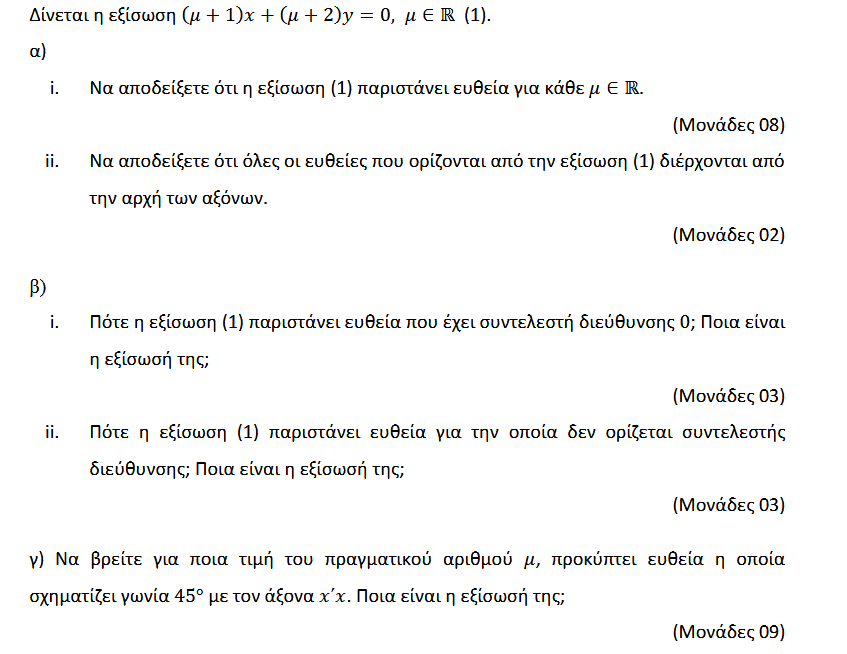 Δίνεται η εξίσωση (μ + 1)x + (μ + 2)y = 0, μ ∈ ℝ (1).
α)
i. Να αποδείξετε ότι η εξίσωση (1) παριστάνει ευθεία για κάθε μ ∈ ℝ.
(Μονάδες 08)
ii. Να αποδείξετε ότι όλες οι ευθείες που ορίζονται από την εξίσωση (1) διέρχονται από
την αρχή των αξόνων.
(Μονάδες 02)
β)
i. Πότε η εξίσωση (1) παριστάνει ευθεία που έχει συντελεστή διεύθυνσης 0; Ποια είναι
η εξίσωσή της;
(Μονάδες 03)
ii. Πότε η εξίσωση (1) παριστάνει ευθεία για την οποία δεν ορίζεται συντελεστής
διεύθυνσης; Ποια είναι η εξίσωσή της;
(Μονάδες 03)
γ) Να βρείτε για ποια τιμή του πραγματικού αριθμού μ, προκύπτει ευθεία η οποία
σχηματίζει γωνία 45° με τον άξονα x′x. Ποια είναι η εξίσωσή της;
(Μονάδες 09)